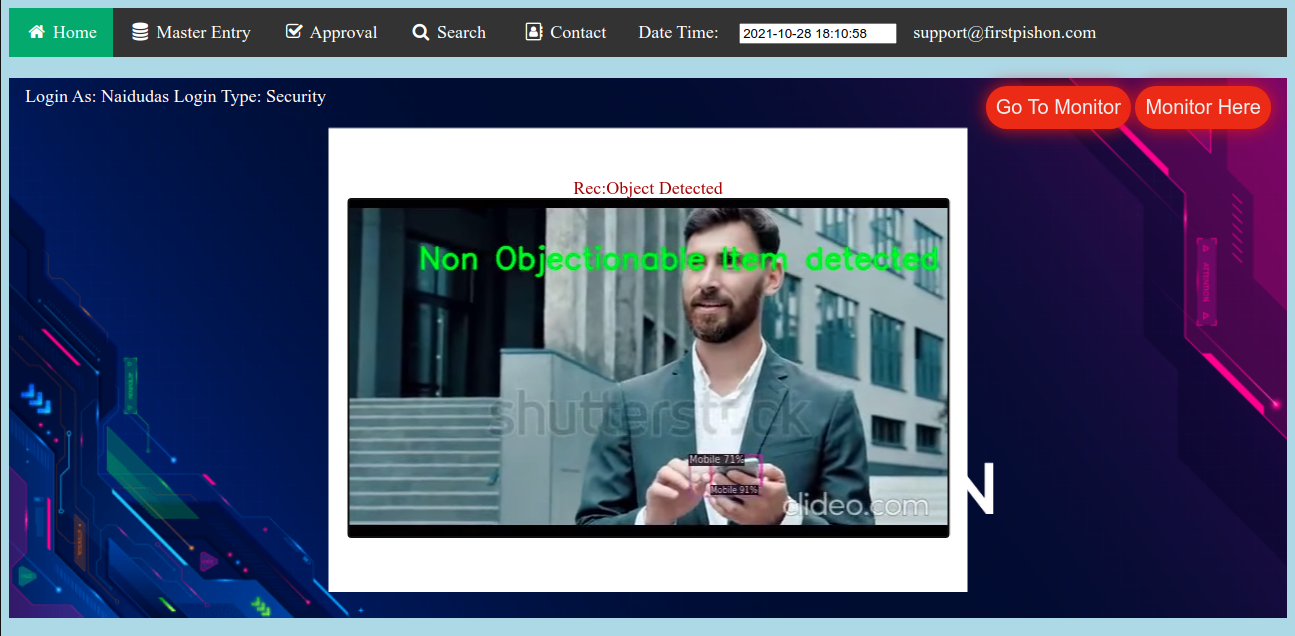 Home Master Entry Approval Search Contact Date Time: 2021-10-28 18:10:58 support@firstpishon.com
Login As: Naidudas Login Type: Security
Go To Monitor Monitor Here
Rec:Object Detected
Non Objectionable Item detected
shutterstock
Mobile 71%
Mobile 91%
clideo.com
N